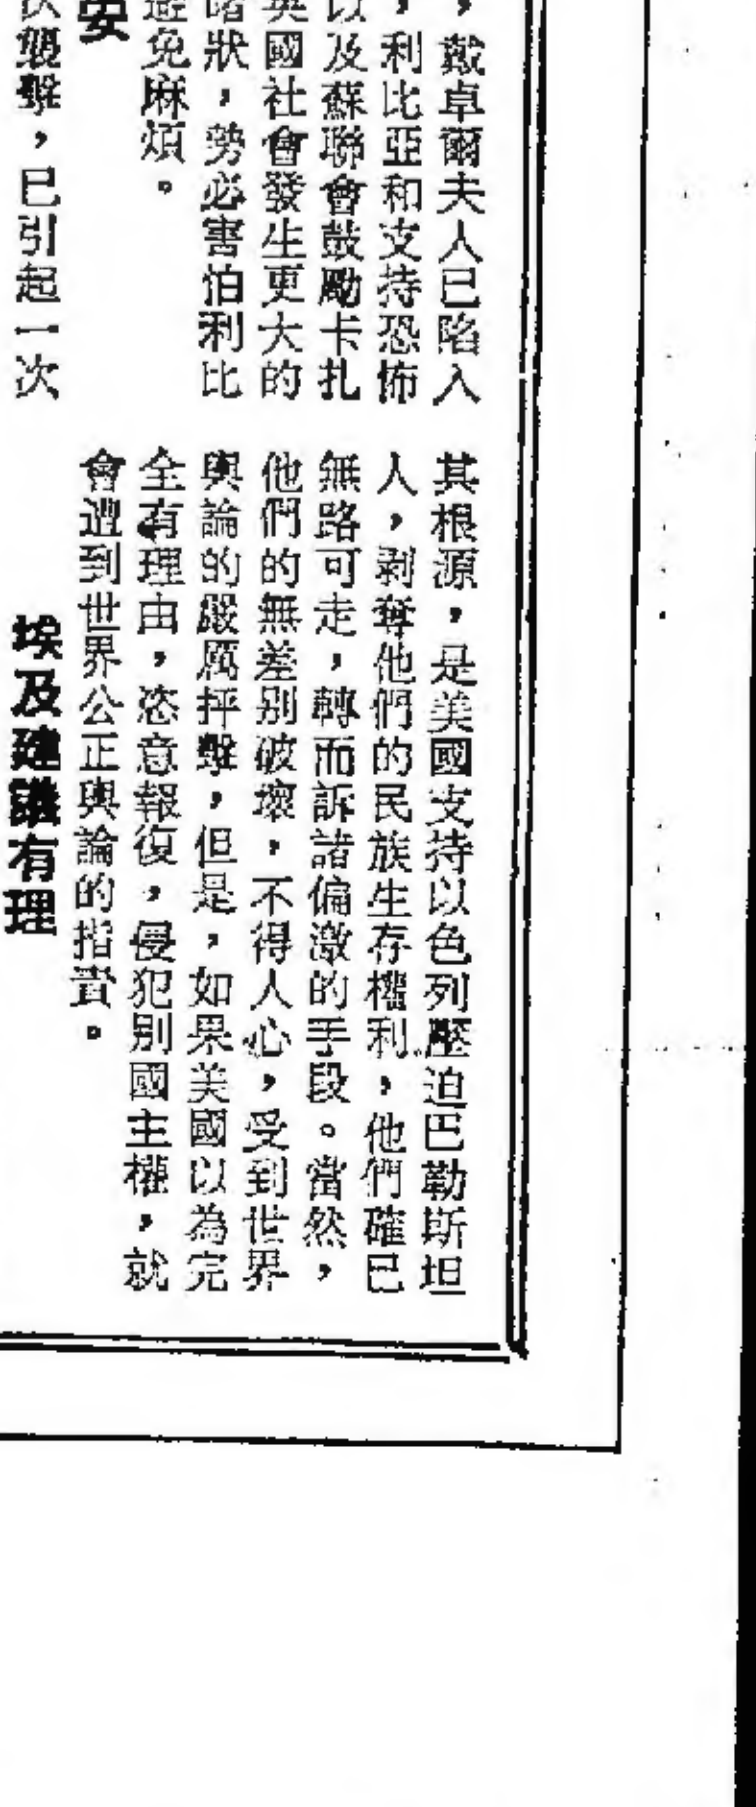 ，戴卓爾夫人已陷入
，利比亞和支持恐怖
以及蘇聯會鼓勵卡扎
英國社會發生更大的
狀，勢必害怕利比
避免麻煩。
安
襲擊，已引起一次
其根源，是美國支持以色列壓迫巴勒斯坦
人，剥奪他們的民族生存權利，他們確已
無路可走，轉而訴諸偏激的手段。當然，
他們的無差別破壞，不得人心，受到世界
輿論的嚴厲抨擊，但是，如果美國以為完
全有理由，恣意報復，侵犯別國主權，就
會遭到世界公正輿論的指責。
埃及建議有理